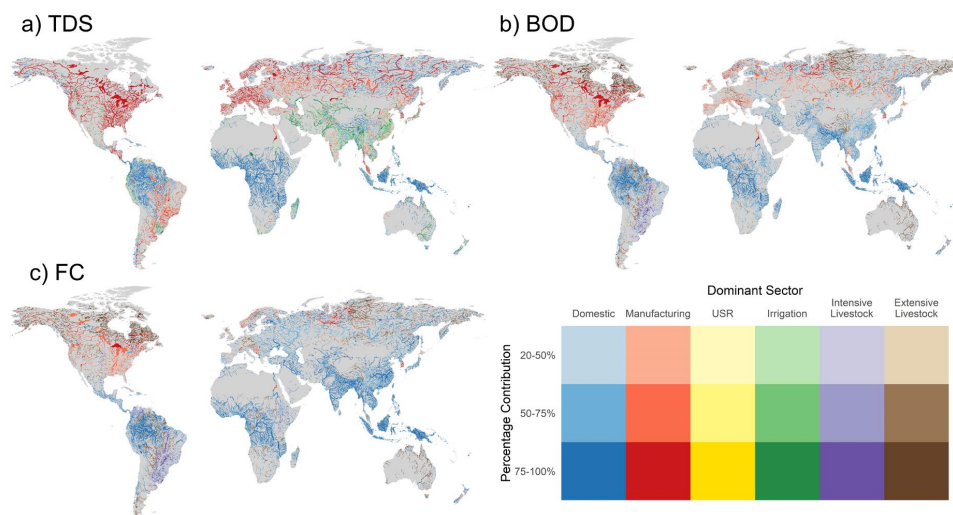 a) TDS
b) BOD
c) FC
Dominant Sector
Domestic
Manufacturing
USR
Irrigation
Intensive
Livestock
Extensive
Livestock
Percentage Contribution
20-50%
50-75%
75-100%